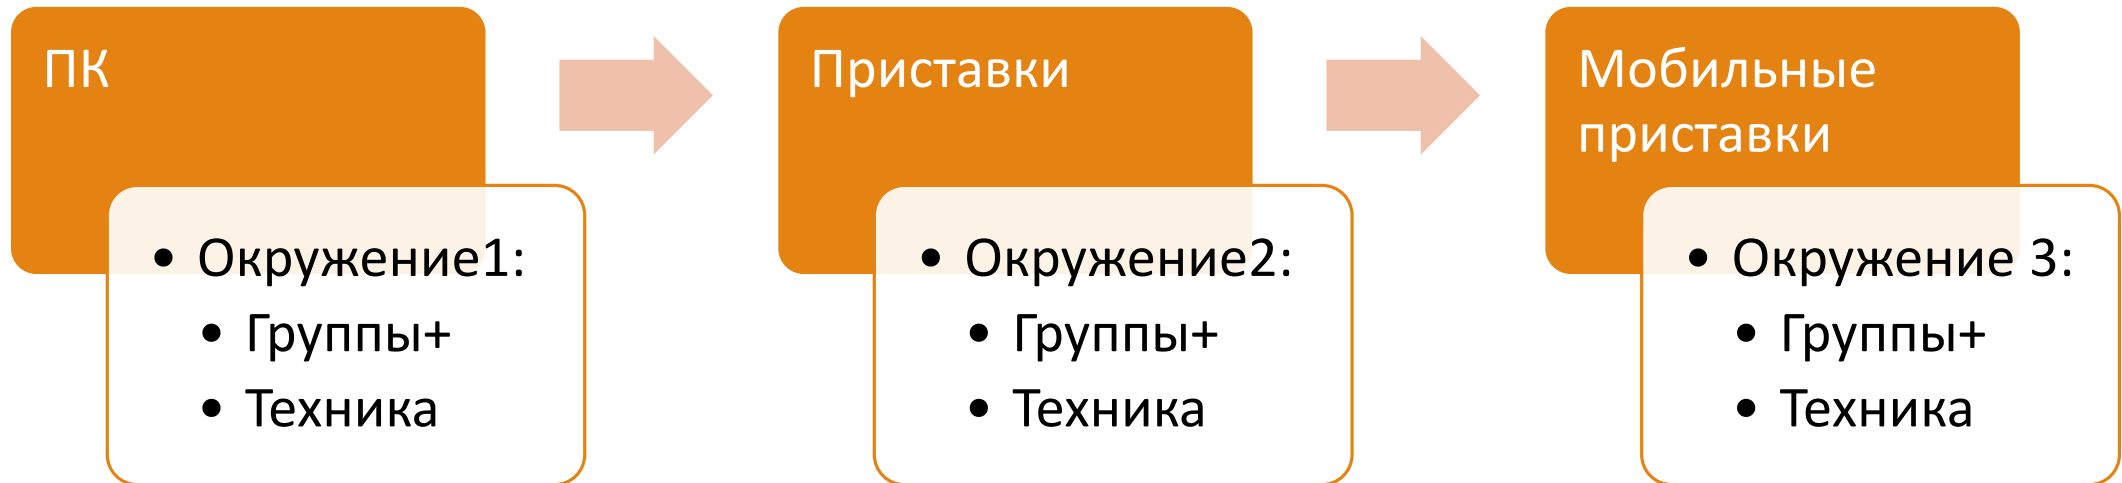 ПК
• Окружение1:
• Группы+
• Техника
Приставки
• Окружение2:
• Группы+
• Техника
Мобильные
приставки
• Окружение 3:
• Группы+
• Техника